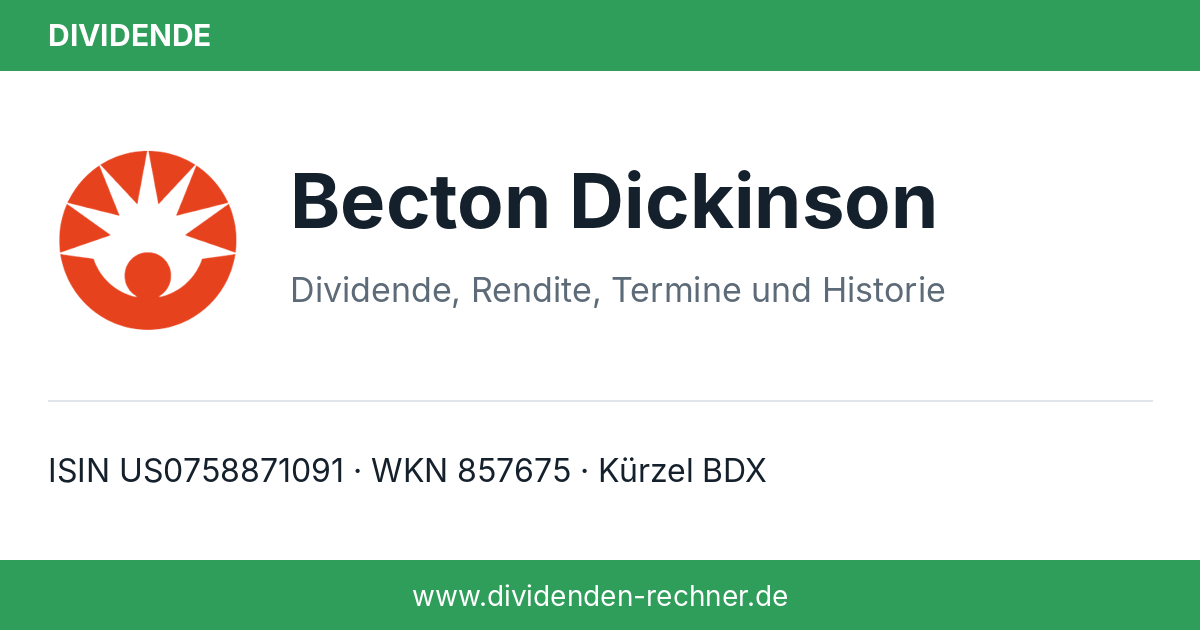 DIVIDENDE
Becton Dickinson
Dividende, Rendite, Termine und Historie
ISIN US0758871091 · WKN 857675 · Kürzel BDX
www.dividenden-rechner.de